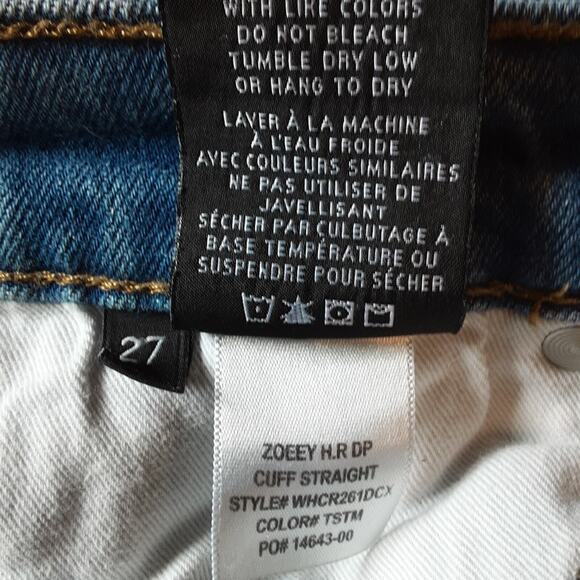 WITH LIKE COLORS
DO NOT BLEACH
TUMBLE DRY LOW
OR HANG TO DRY
LAVER À LA MACHINE
À L'EAU FROIDE
AVEC COULEURS SIMILAIRES
NE PAS UTILISER DE
JAVELLISANT
SÉCHER PAR CULBUTAGE À
BASE TEMPÉRATURE OU
SUSPENDRE POUR SÉCHER
27
ZOEEY H.R DP
CUFF STRAIGHT
STYLE# WHCR261DCX
COLOR# TSTM
PO# 14643-00